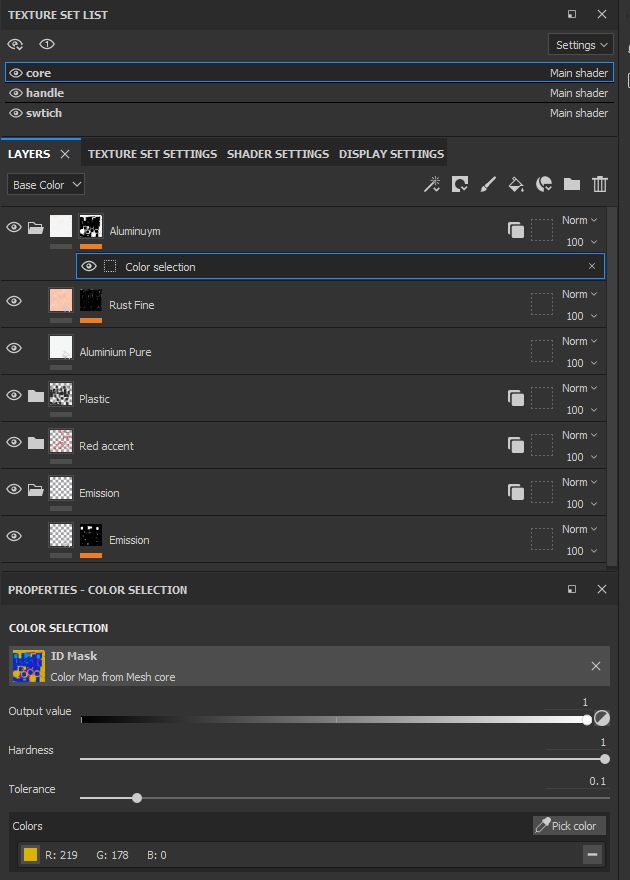 TEXTURE SET LIST
1
Settings
core Main shader
handle Main shader
swtich Main shader
LAYERS TEXTURE SET SETTINGS SHADER SETTINGS DISPLAY SETTINGS
Base Color
Aluminuym Norm
100
Color selection
Rust Fine Norm
100
Aluminium Pure Norm
100
Plastic Norm
100
Red accent Norm
100
Emission Norm
100
Emission Norm
100
PROPERTIES - COLOR SELECTION
COLOR SELECTION
ID Mask
Color Map from Mesh core
Output value 1
Hardness 1
Tolerance 0.1
Colors Pick color
R: 219 G: 178 B: 0